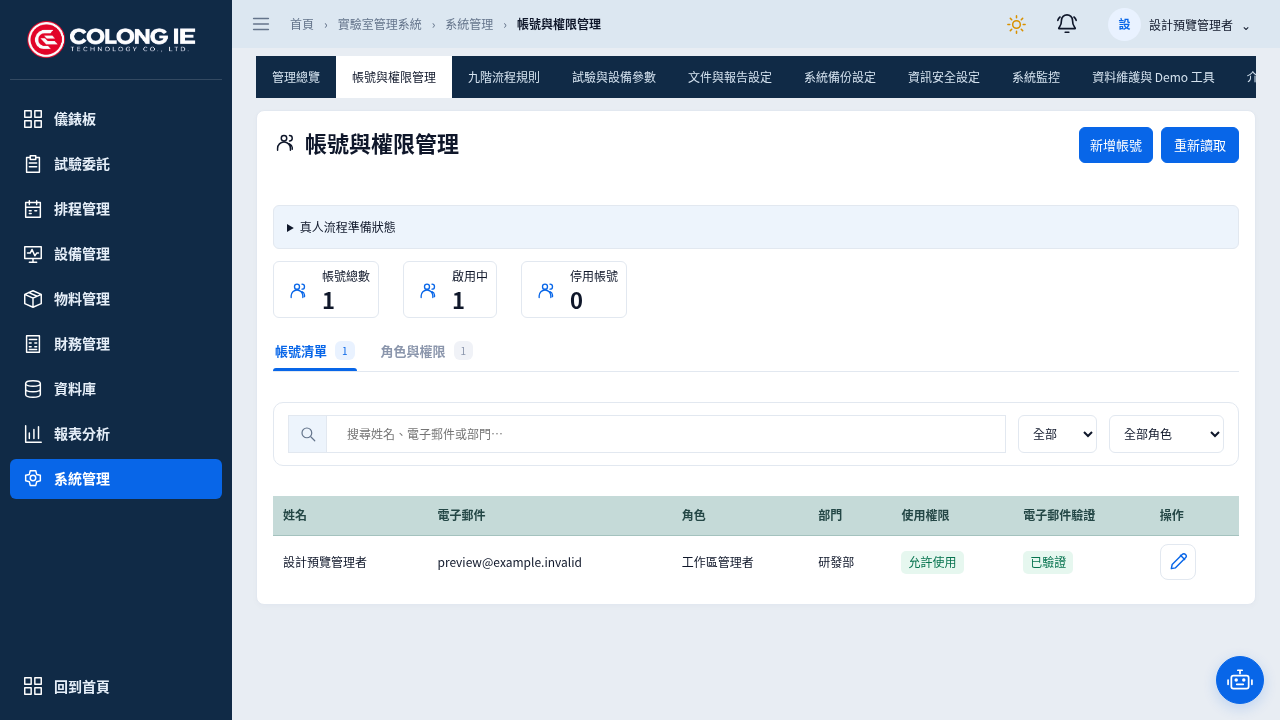 COLONG IE
TECHNOLOGY CO., LTD.
儀錶板
試驗委託
排程管理
設備管理
物料管理
財務管理
資料庫
報表分析
系統管理
回到首頁
首頁 › 實驗室管理系統 › 系統管理 › 帳號與權限管理
設 設計預覽管理者
管理總覽 帳號與權限管理 九階流程規則 試驗與設備參數 文件與報告設定 系統備份設定 資訊安全設定 系統監控 資料維護與 Demo 工具 介
帳號與權限管理
新增帳號 重新讀取
真人流程準備狀態
帳號總數
1
啟用中
1
停用帳號
0
帳號清單 1 角色與權限 1
搜尋姓名、電子郵件或部門… 全部 全部角色
姓名 電子郵件 角色 部門 使用權限 電子郵件驗證 操作
設計預覽管理者 preview@example.invalid 工作區管理者 研發部 允許使用 已驗證